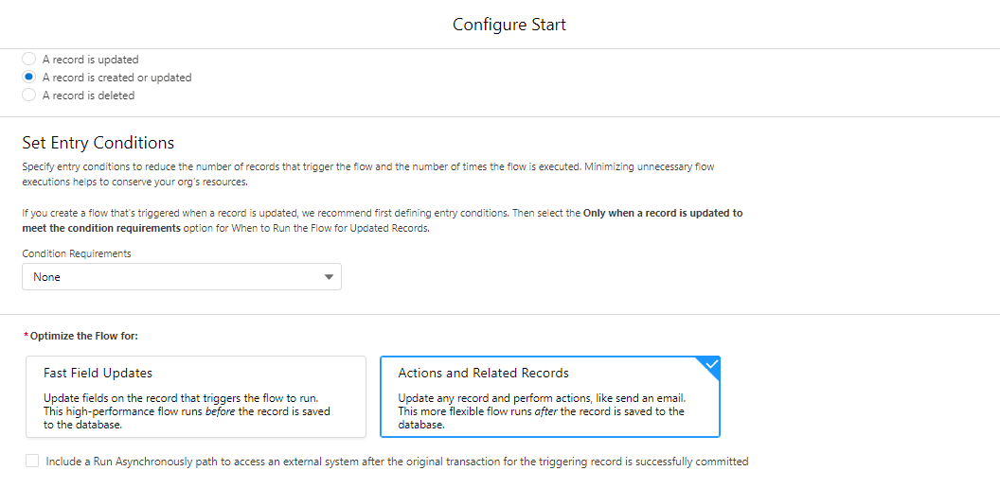 Configure Start
A record is updated
A record is created or updated
A record is deleted
Set Entry Conditions
Specify entry conditions to reduce the number of records that trigger the flow and the number of times the flow is executed. Minimizing unnecessary flow
executions helps to conserve your org's resources.
If you create a flow that's triggered when a record is updated, we recommend first defining entry conditions. Then select the Only when a record is updated to
meet the condition requirements option for When to Run the Flow for Updated Records.
Condition Requirements
None
*Optimize the Flow for:
Fast Field Updates
Update fields on the record that triggers the flow to run.
This high-performance flow runs before the record is saved
to the database.
Actions and Related Records
Update any record and perform actions, like send an email.
This more flexible flow runs after the record is saved to the
database.
Include a Run Asynchronously path to access an external system after the original transaction for the triggering record is successfully committed